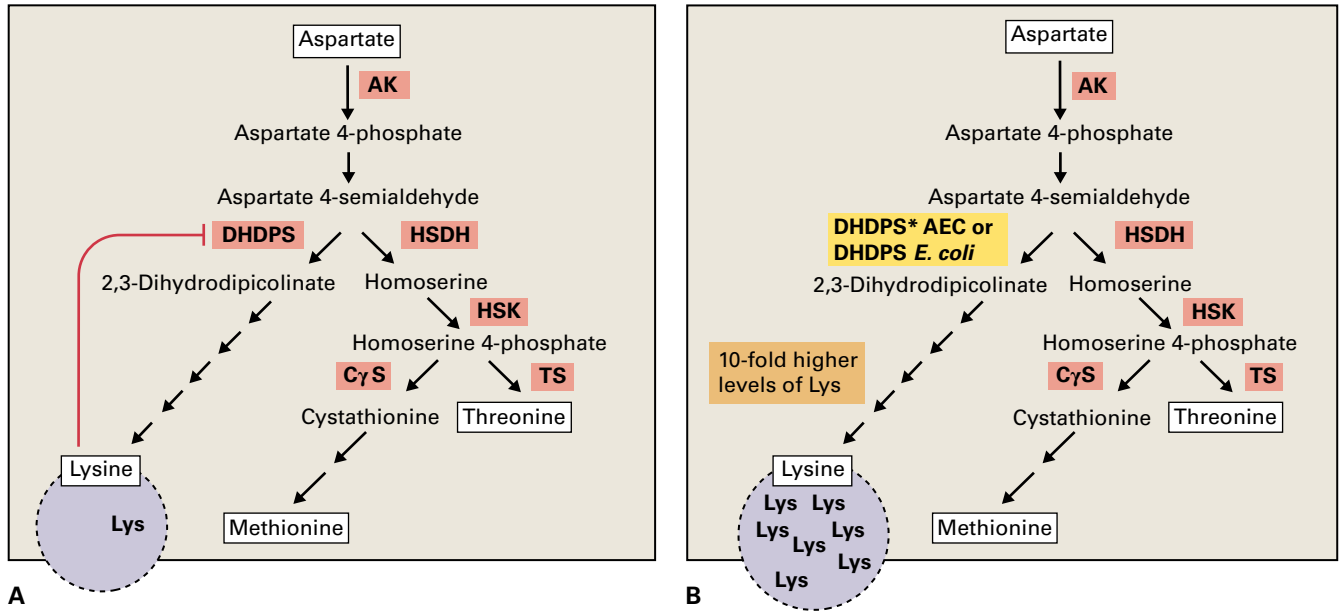 Aspartate
AK
Aspartate 4-phosphate
Aspartate 4-semialdehyde
DHDPS
HSDH
2,3-Dihydrodipicolinate
Homoserine
HSK
Homoserine 4-phosphate
CγS
TS
Cystathionine
Threonine
Lysine
Lys
Methionine
A
Aspartate
AK
Aspartate 4-phosphate
Aspartate 4-semialdehyde
DHDPS* AEC or
DHDPS E. coli
HSDH
2,3-Dihydrodipicolinate
Homoserine
HSK
Homoserine 4-phosphate
10-fold higher
levels of Lys
CγS
TS
Cystathionine
Threonine
Lysine
Lys Lys
Lys Lys
Lys
Lys
Lys
Methionine
B